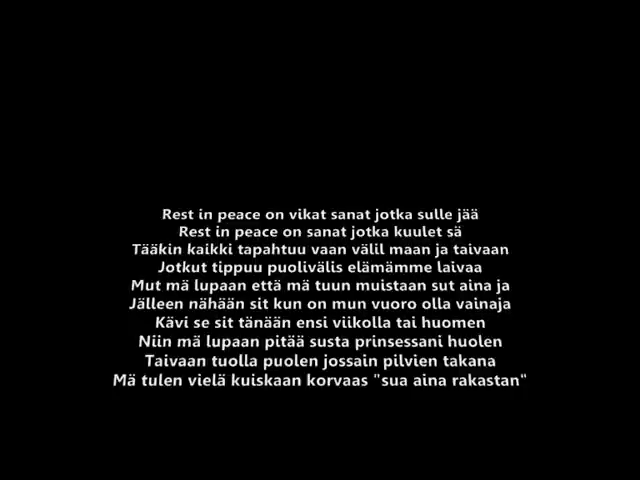 Rest in peace on vikat sanat jotka sulle jää
Rest in peace on sanat jotka kuulet sä
Tääkin kaikki tapahtuu vaan välil maan ja taivaan
Jotkut tippuu puolivälis elämämme laivaa
Mut mä lupaan että mä tuun muistaan sut aina ja
Jälleen nähään sit kun on mun vuoro olla vainaja
Kävi se sit tänään ensi viikolla tai huomen
Niin mä lupaan pitää susta prinsessani huolen
Taivaan tuolla puolen jossain pilvien takana
Mä tulen vielä kuiskaan korvaas "sua aina rakastan"